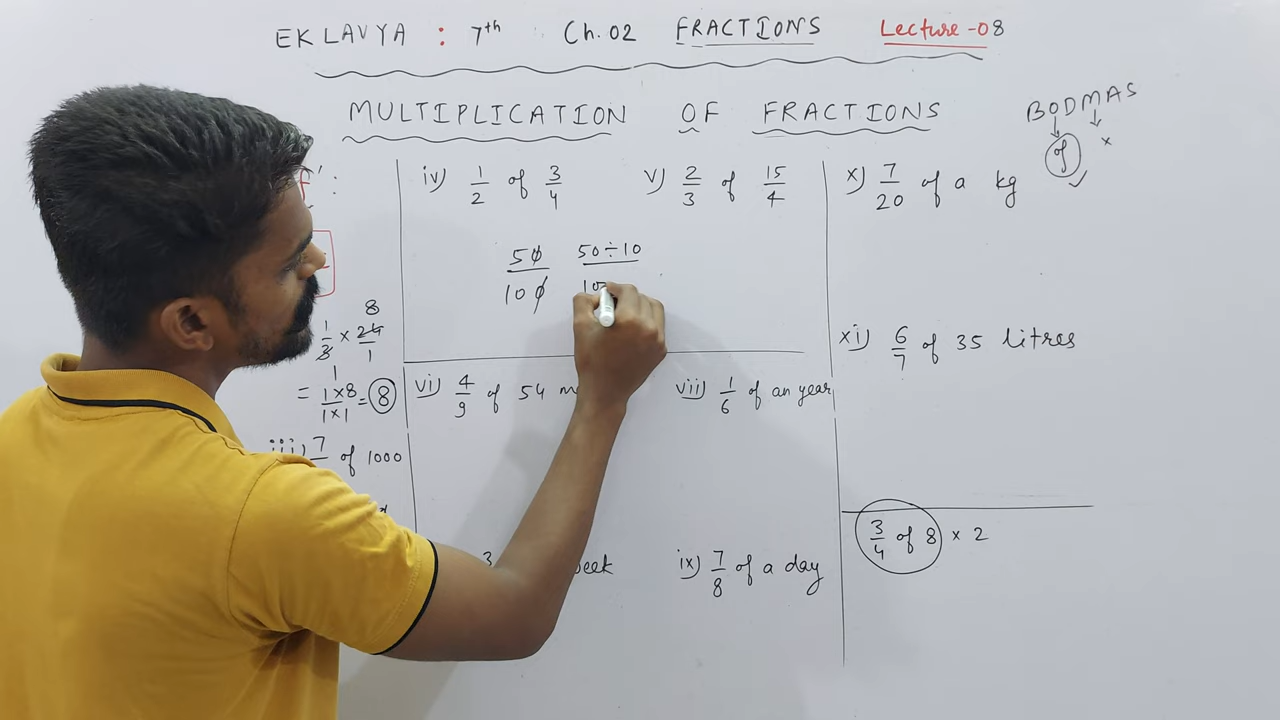 EKLAVYA : 7th Ch. 02 FRACTIONS Lecture -08
MULTIPLICATION OF FRACTIONS
BODMAS
of ×
iv) 1/2 of 3/4
v) 2/3 of 15/4
x) 7/20 of a kg
50/100 50÷10
1/3 × 24 8
1 1
= 1×8/1×1 = 8
xi) 6/7 of 35 litres
vi) 4/9 of 54 m
vii) 1/6 of an year
iii) 7 of 1000
3/4 of 8 × 2
3
ix) 7/8 of a day